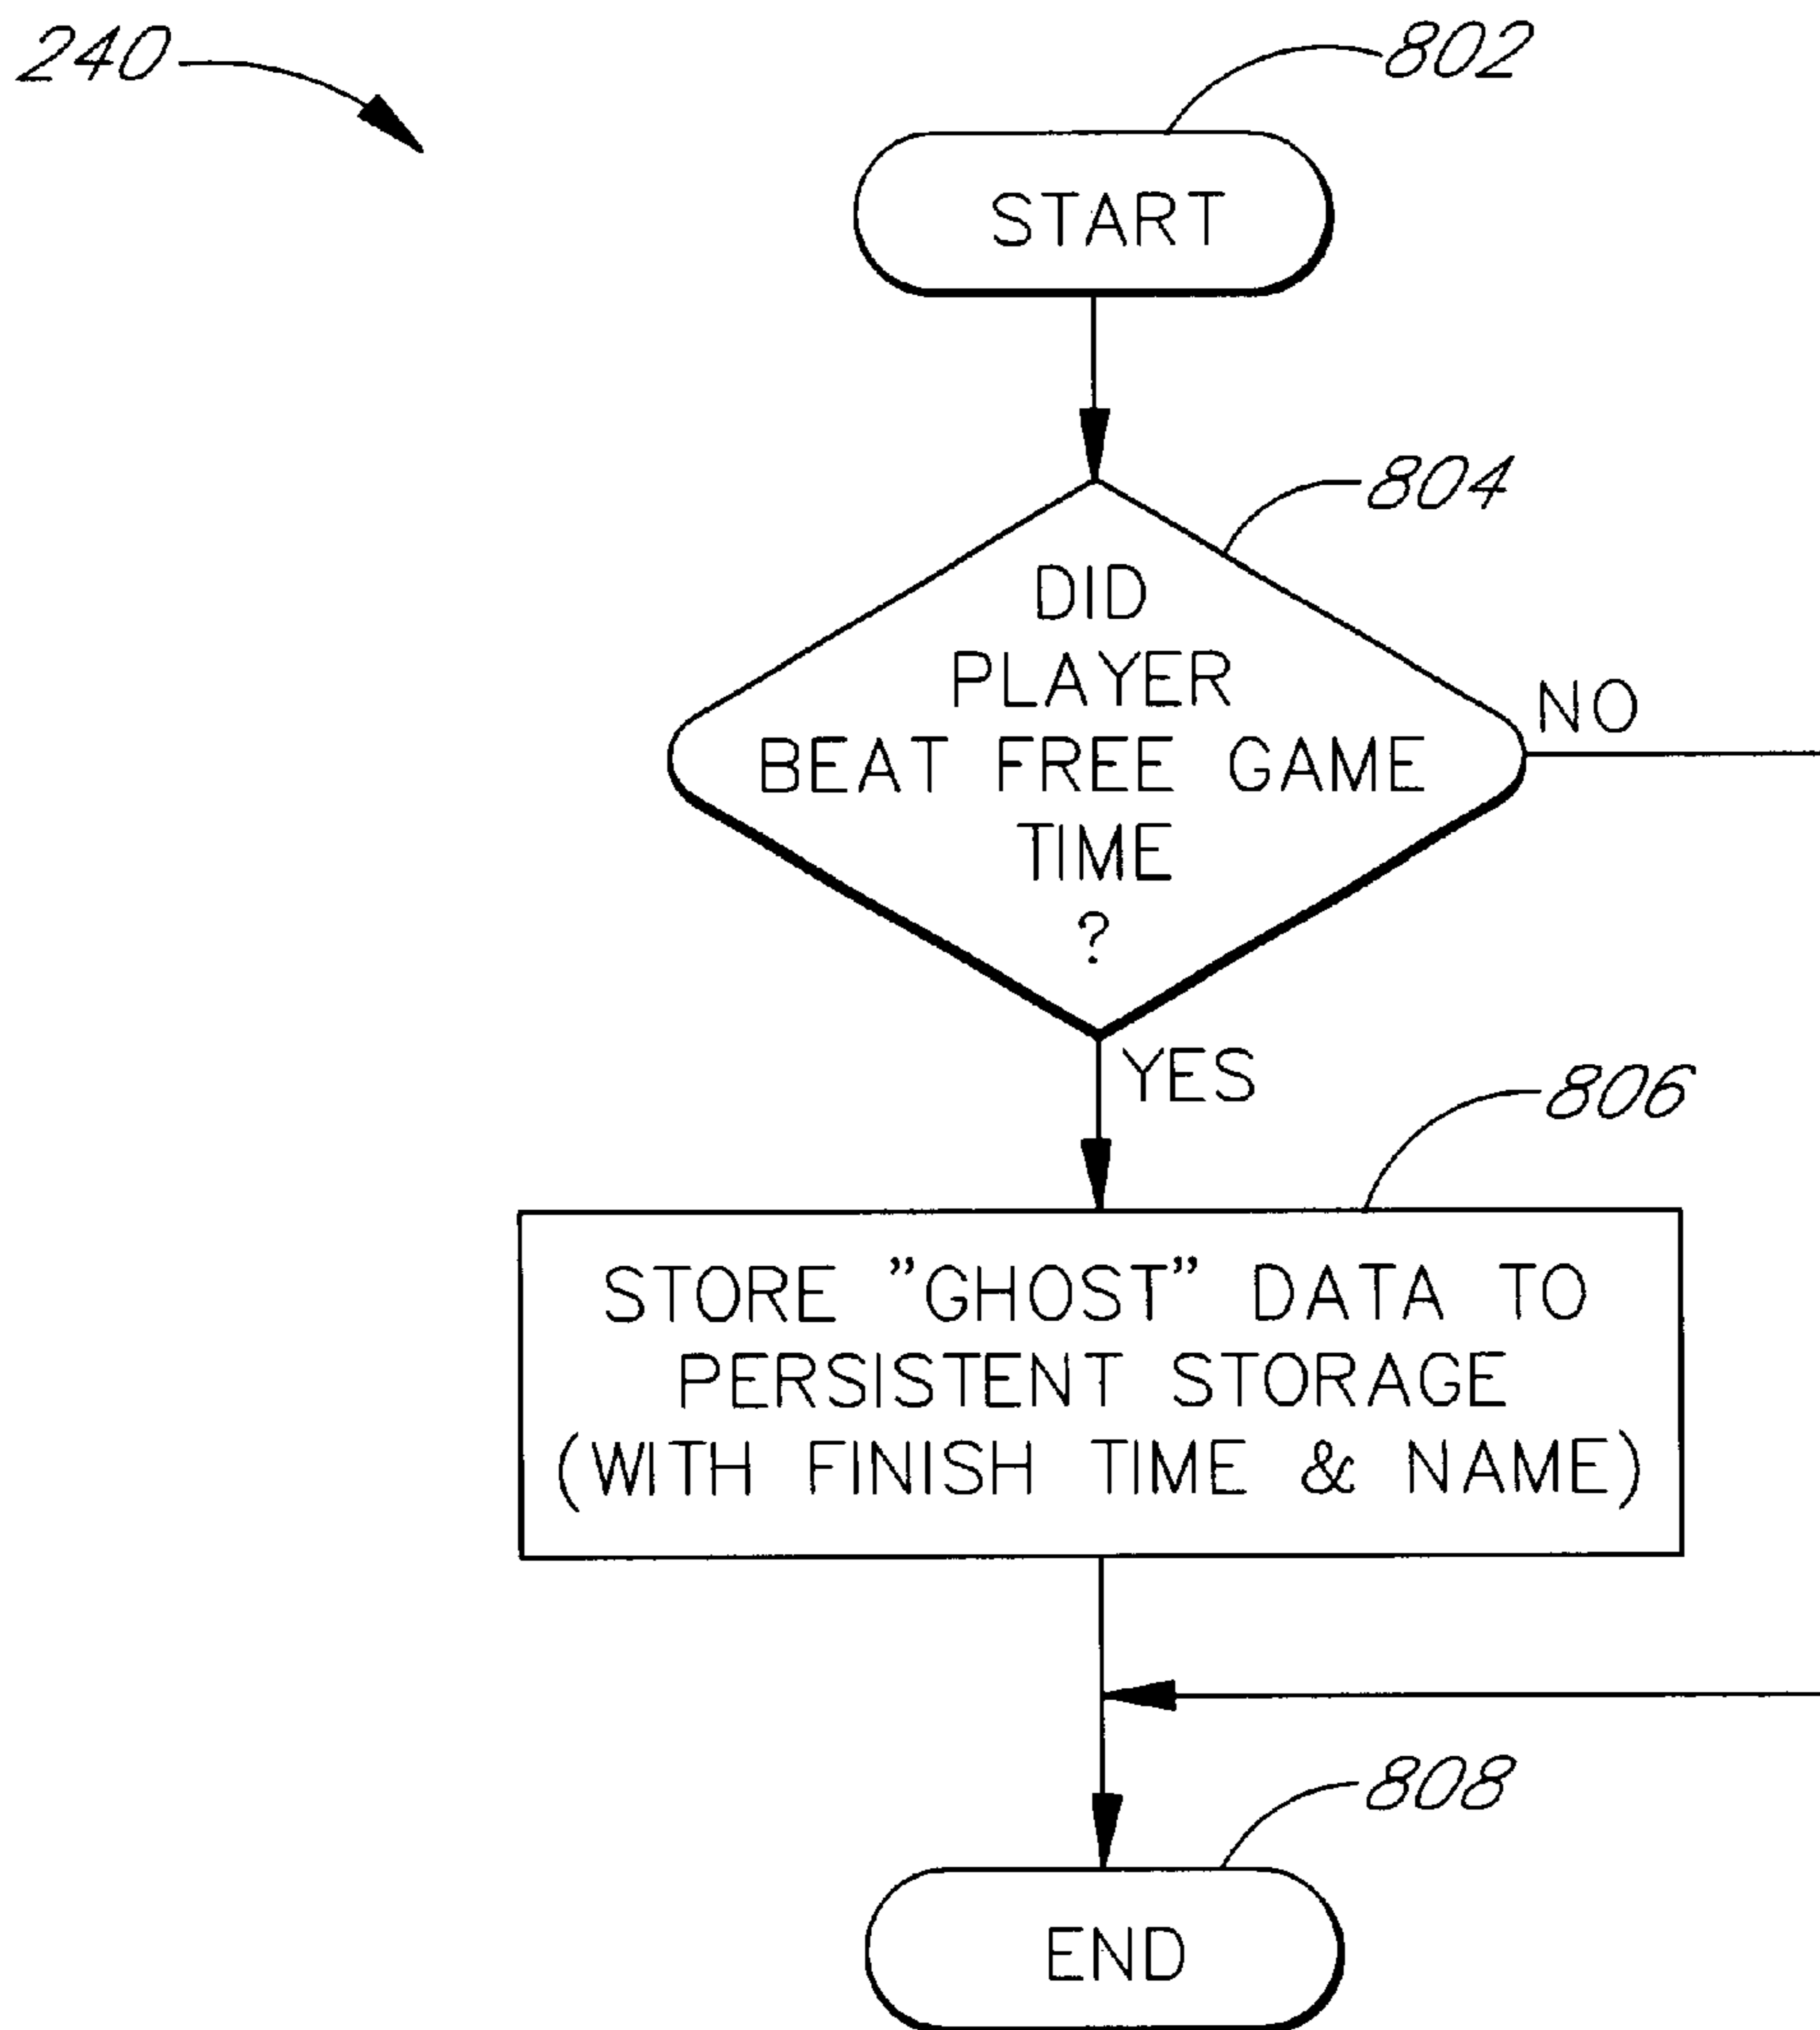 240
802
START
804
DID
PLAYER
BEAT FREE GAME
TIME
?
NO
YES
806
STORE ”GHOST” DATA TO
PERSISTENT STORAGE
(WITH FINISH TIME & NAME)
808
END